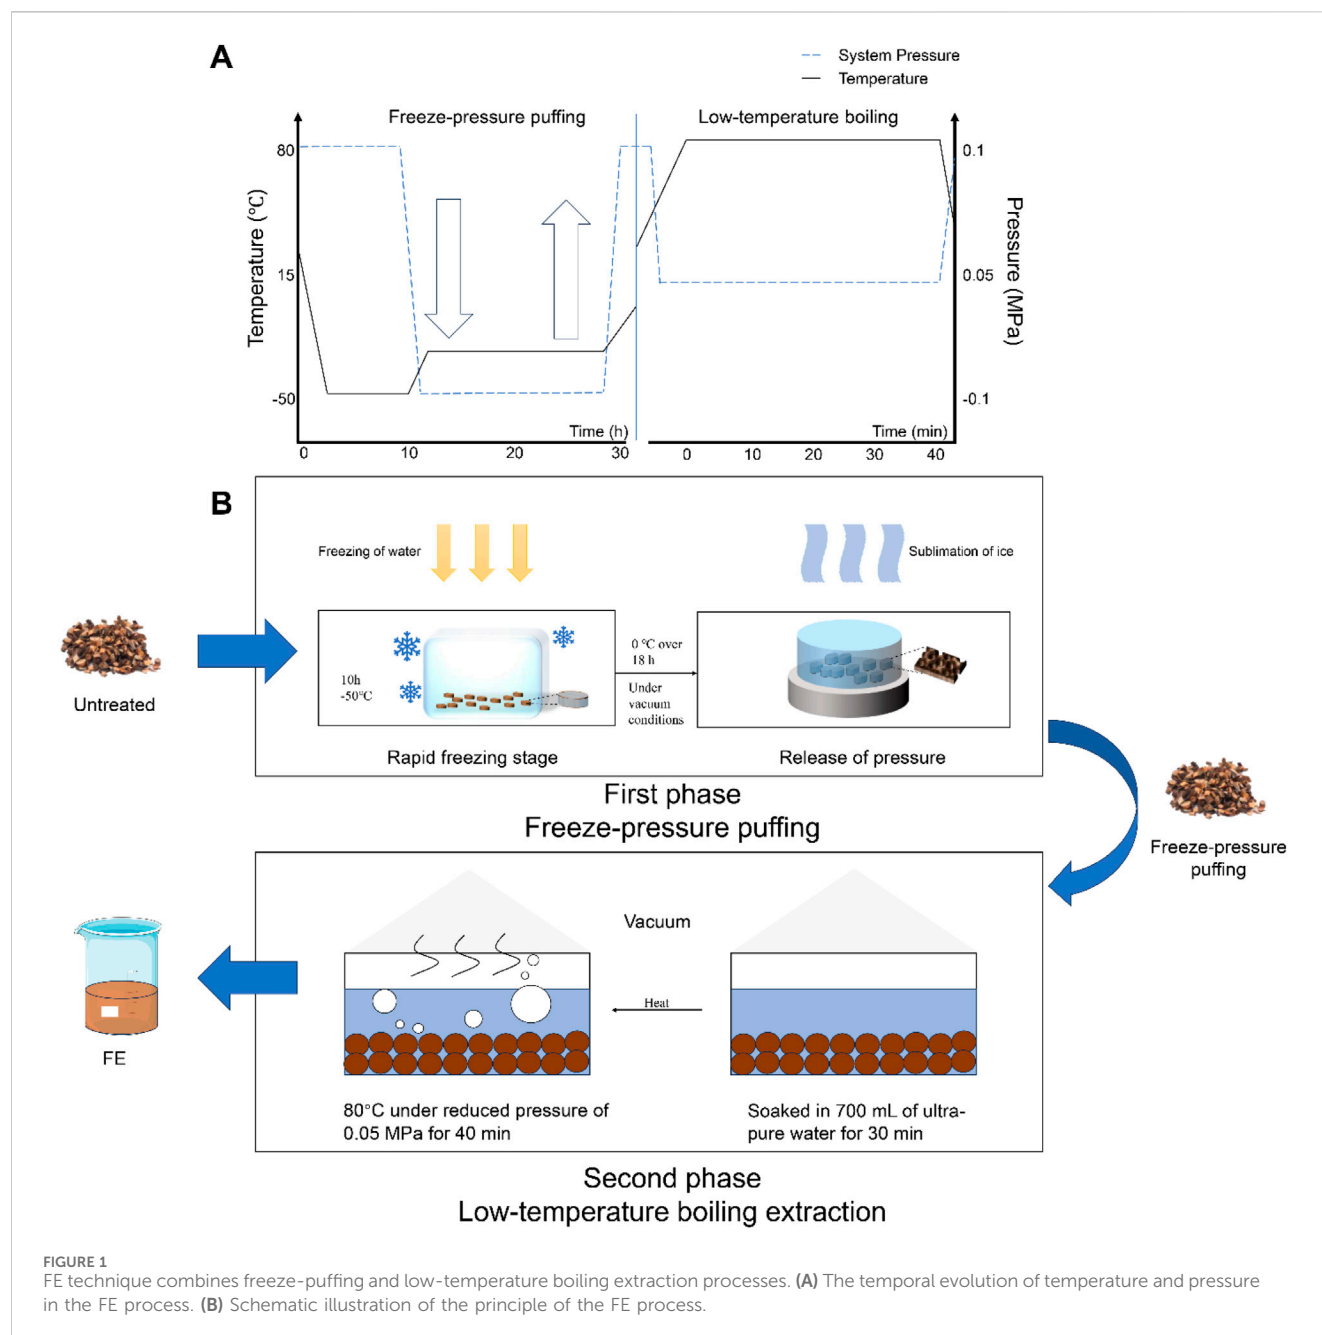 A
System Pressure
Temperature
Freeze-pressure puffing
Low-temperature boiling
80
15
-50
Temperature (°C)
0.1
0.05
-0.1
Pressure (MPa)
Time (h)
Time (min)
0
10
20
30
0
10
20
30
40
B
Freezing of water
Sublimation of ice
10h
-50°C
0 °C over
18 h
Under
vacuum
conditions
Rapid freezing stage
Release of pressure
Untreated
First phase
Freeze-pressure puffing
Freeze-pressure
puffing
Vacuum
Heat
80°C under reduced pressure of
0.05 MPa for 40 min
Soaked in 700 mL of ultra-
pure water for 30 min
FE
Second phase
Low-temperature boiling extraction
FIGURE 1
FE technique combines freeze-puffing and low-temperature boiling extraction processes. (A) The temporal evolution of temperature and pressure
in the FE process. (B) Schematic illustration of the principle of the FE process.